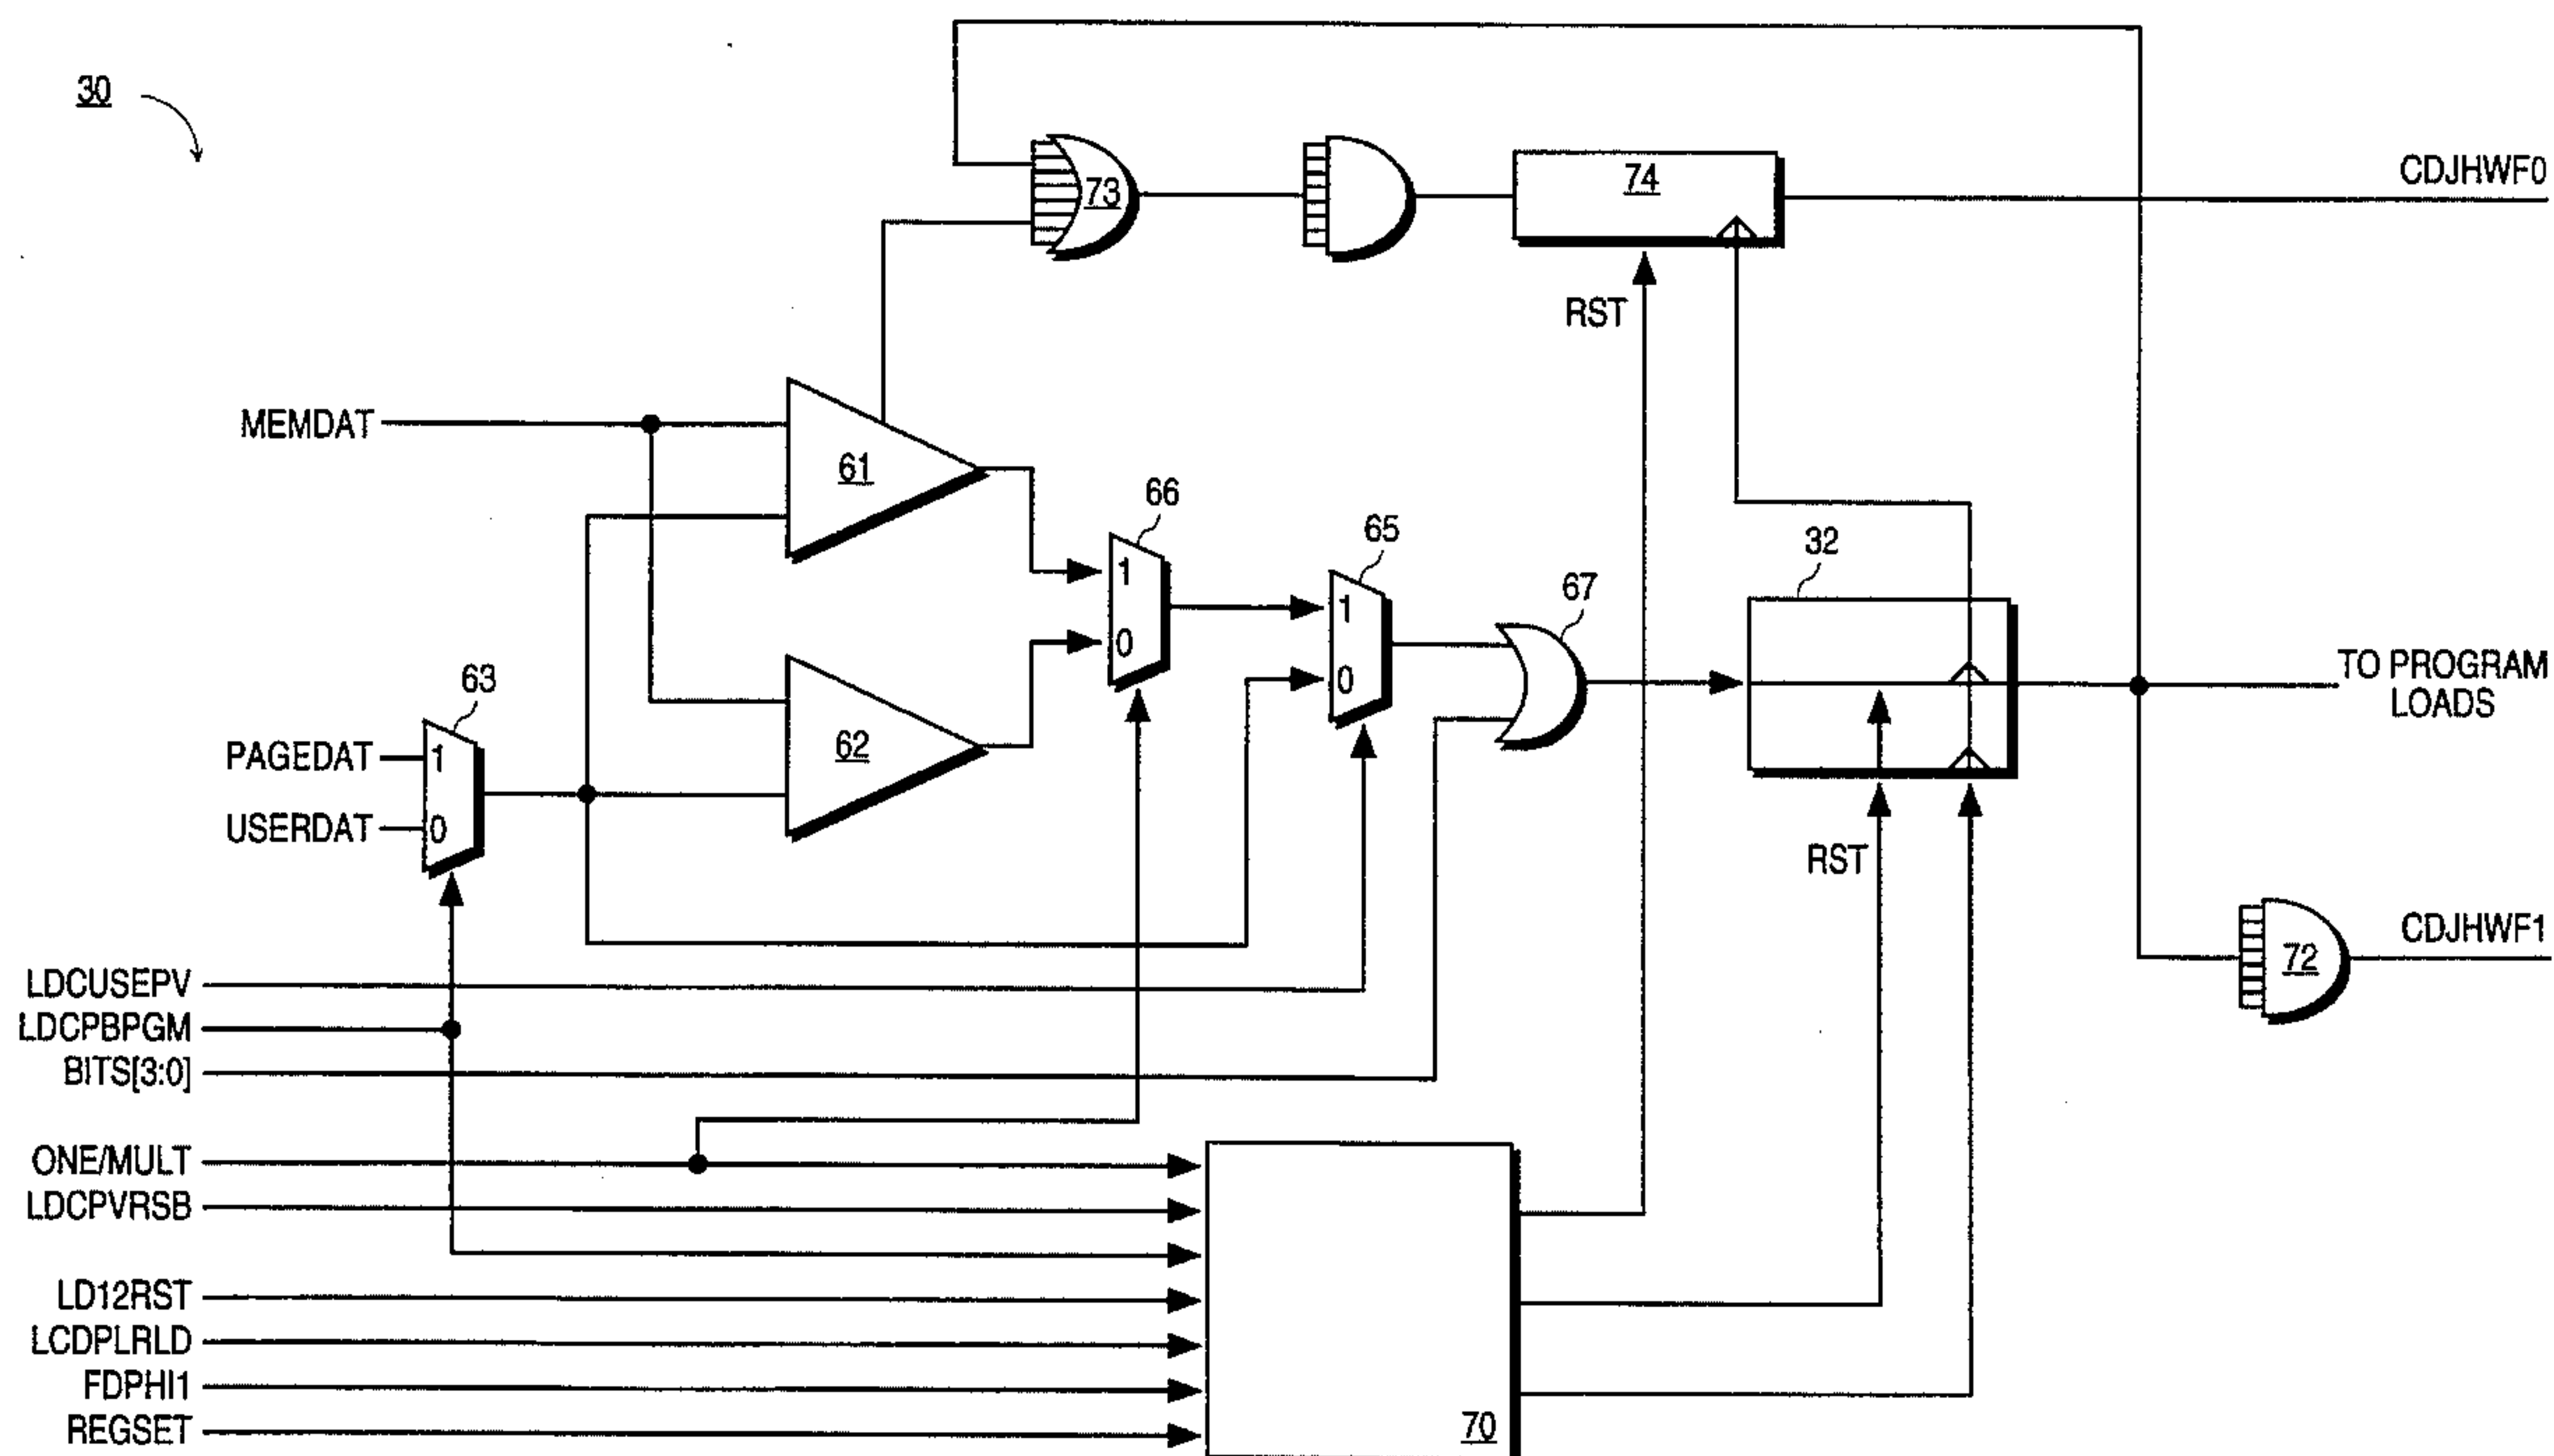 30
73
74
CDJHWF0
RST
MEMDAT
61
66
1
0
65
1
0
67
32
TO PROGRAM
LOADS
63
PAGEDAT
1
USERDAT
0
62
RST
72
CDJHWF1
LDCUSEPV
LDCPBPGM
BITS[3:0]
ONE/MULT
LDCPVRSB
LD12RST
LCDPLRLD
FDPHI1
REGSET
70